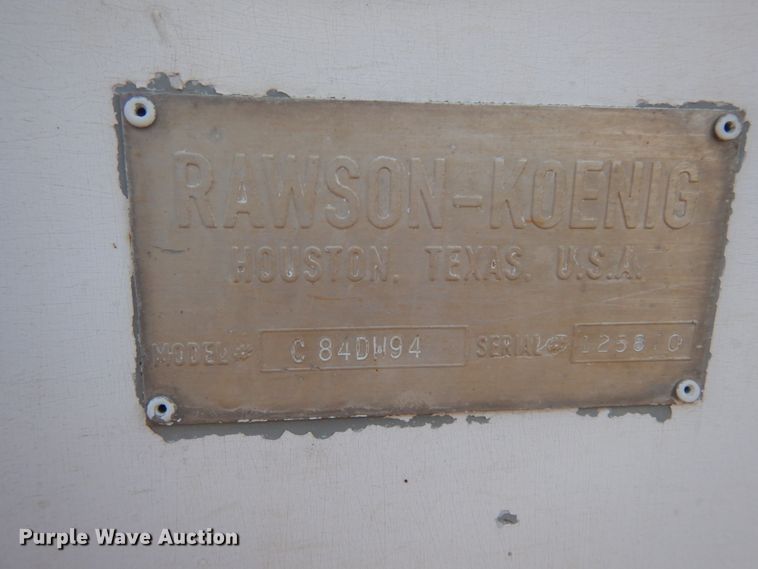 RAWSON-KOENIG
HOUSTON, TEXAS, U.S.A.
MODEL# C 84DW94 SERIAL#
Purple Wave Auction®